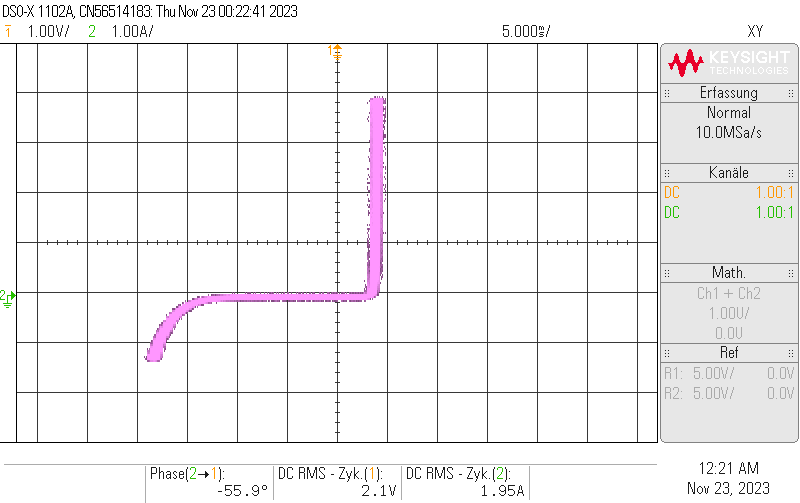 DSO-X 1102A, CN56514183: Thu Nov 23 00:22:41 2023
1 1.00V/ 2 1.00A/ 5.000s/ XY
1
KEYSIGHT
TECHNOLOGIES
Erfassung
Normal
10.0MSa/s
Kanäle
DC 1.00:1
DC 1.00:1
2
Math.
Ch1 + Ch2
1.00V/
0.0V
Ref
R1: 5.00V/ 0.0V
R2: 5.00V/ 0.0V
Phase(2→1): DC RMS - Zyk.(1): DC RMS - Zyk.(2):
-55.9° 2.1V 1.95A
12:21 AM
Nov 23, 2023